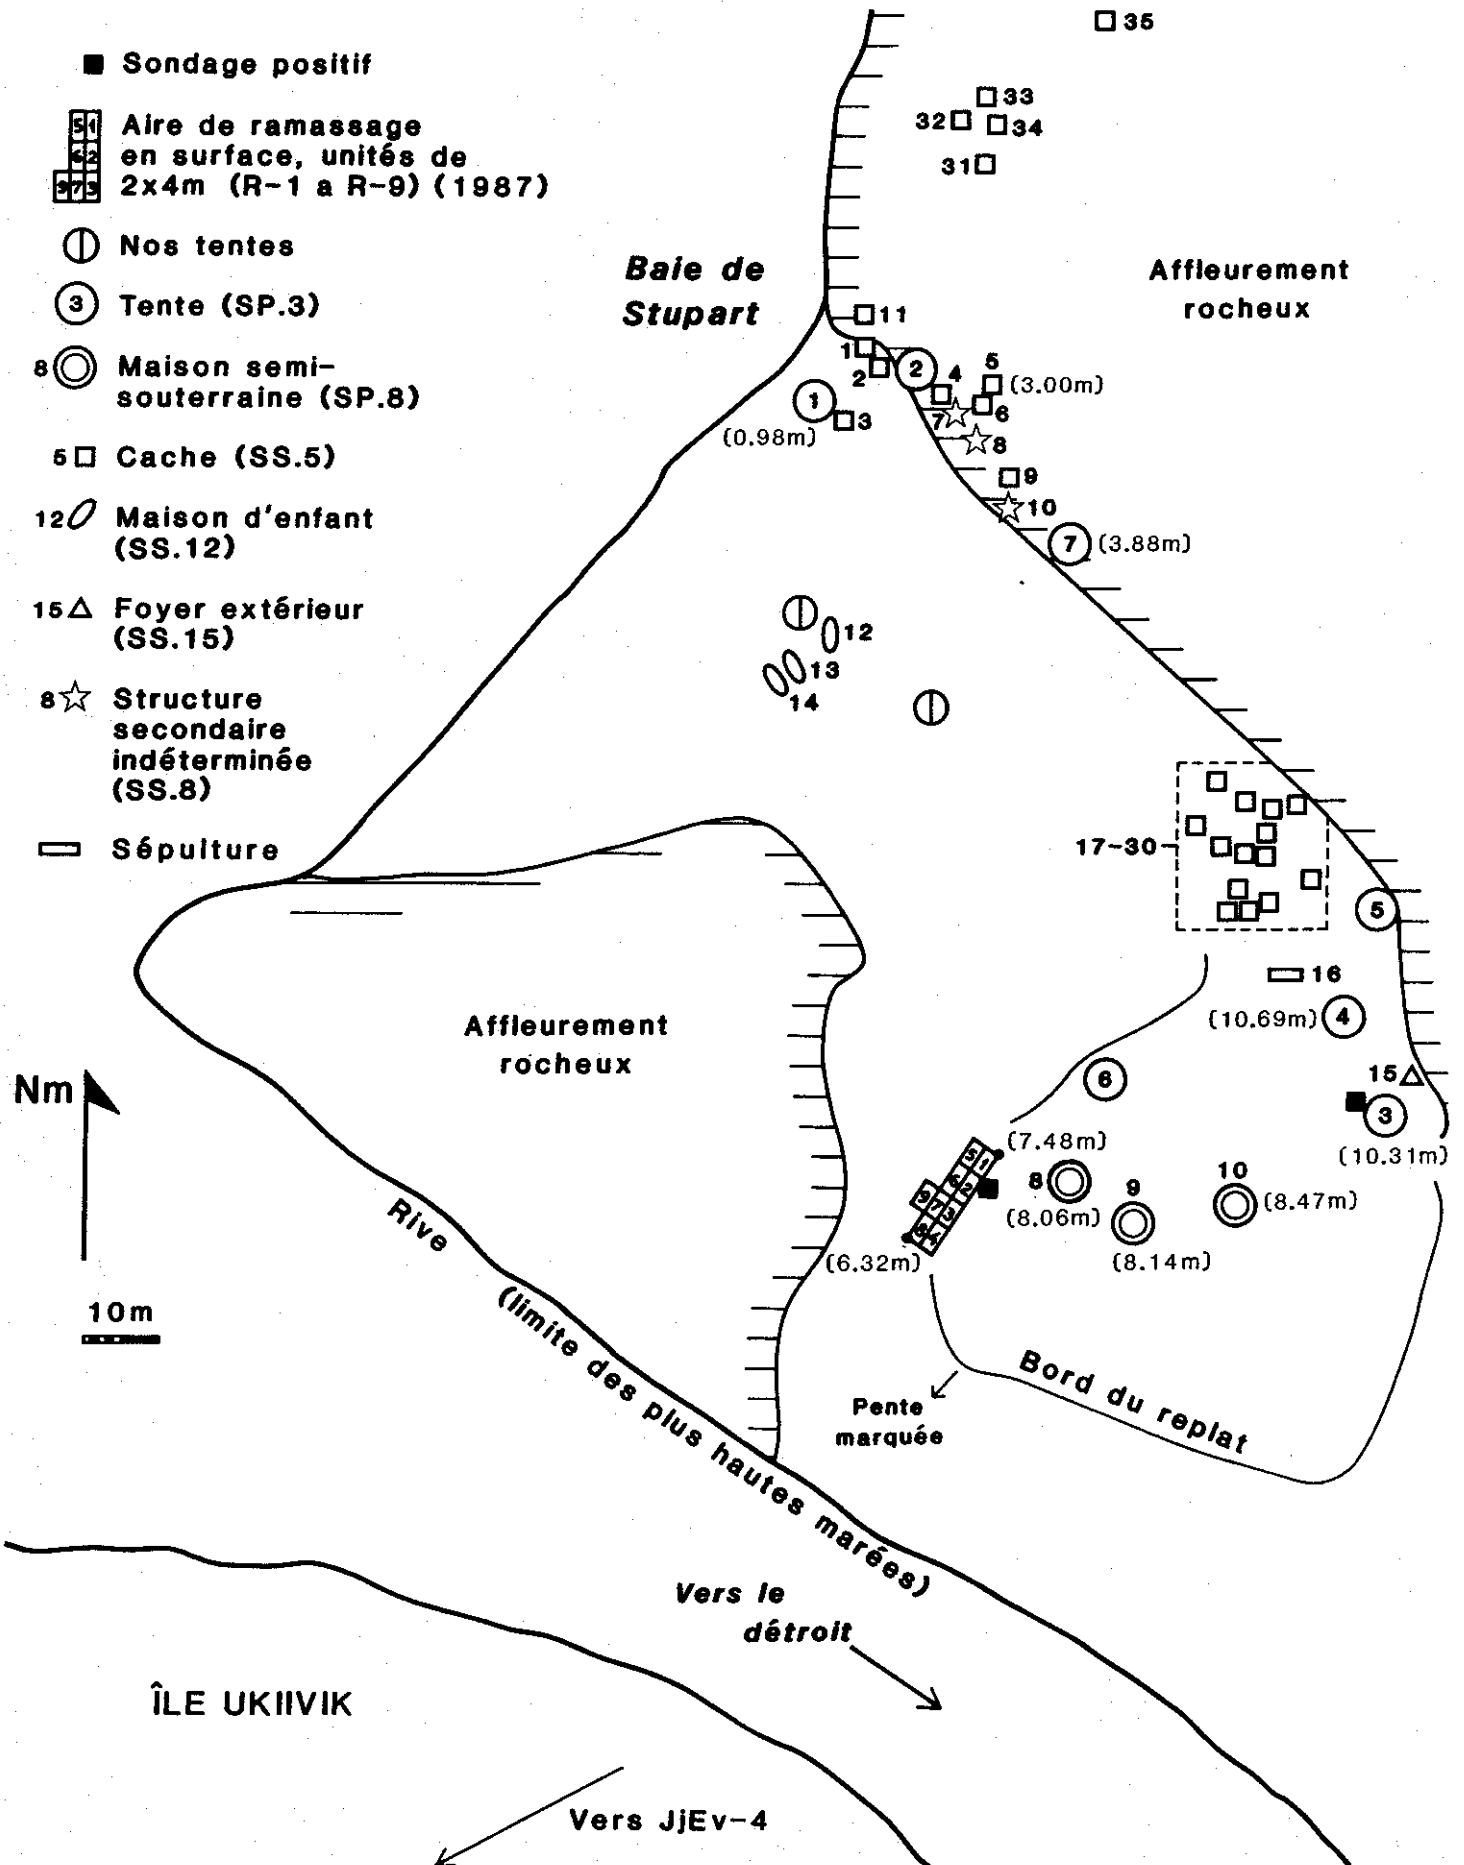 Sondage positif
5 1
6 2
9 7 3
Aire de ramassage
en surface, unités de
2x4m (R-1 a R-9) (1987)
Nos tentes
3 Tente (SP.3)
8 Maison semi-
souterraine (SP.8)
5 Cache (SS.5)
12 Maison d'enfant
(SS.12)
15 Foyer extérieur
(SS.15)
8 Structure
secondaire
indéterminée
(SS.8)
Sépulture
35
33
32
34
31
Baie de
Stupart
Affleurement
rocheux
11
1
2
2
4
5
(3.00m)
6
1
3
7
(0.98m)
8
9
10
7
(3.88m)
12
13
14
17-30
5
16
(10.69m)
4
Affleurement
rocheux
6
15
3
(10.31m)
Nm
(7.48m)
5 1
6 2
9 7 3
8 4
8
(8.06m)
9
(8.14m)
10
(8.47m)
(6.32m)
10m
Rive
(limite des plus hautes marées)
Pente
marquée
Bord du replat
Vers le
détroit
ÎLE UKIIVIK
Vers JjEv-4